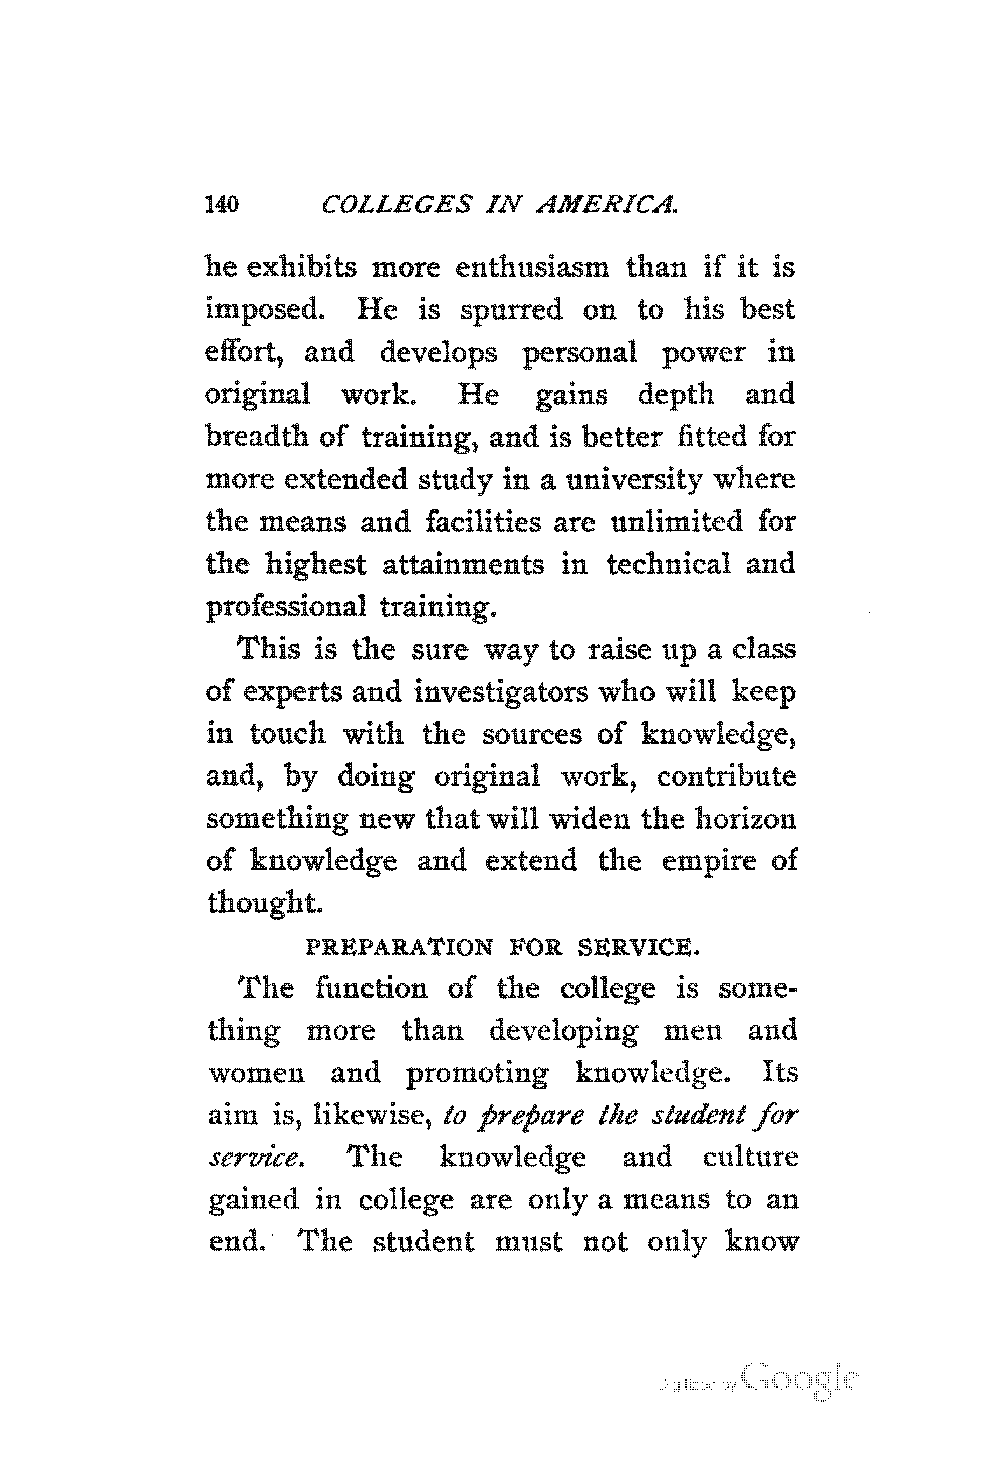 140 COLLEGES IN AMERICA.
he exhibits more enthusiasm than if it is
imposed. He is spurred on to his best
effort, and develops personal power in
original work. He gains depth and
breadth of training, and is better fitted for
more extended study in a university where
the means and facilities are unlimited for
the highest attainments in technical and
professional training.
This is the sure way to raise up a class
of experts and investigators who will keep
in touch with the sources of knowledge,
and, by doing original work, contribute
something new that will widen the horizon
of knowledge and extend the empire of
thought.
PREPARATION FOR SERVICE.
The function of the college is some-
thing more than developing men and
women and promoting knowledge. Its
aim is, likewise, to prepare the student for
service. The knowledge and culture
gained in college are only a means to an
end. The student must not only know
Digitized by Google